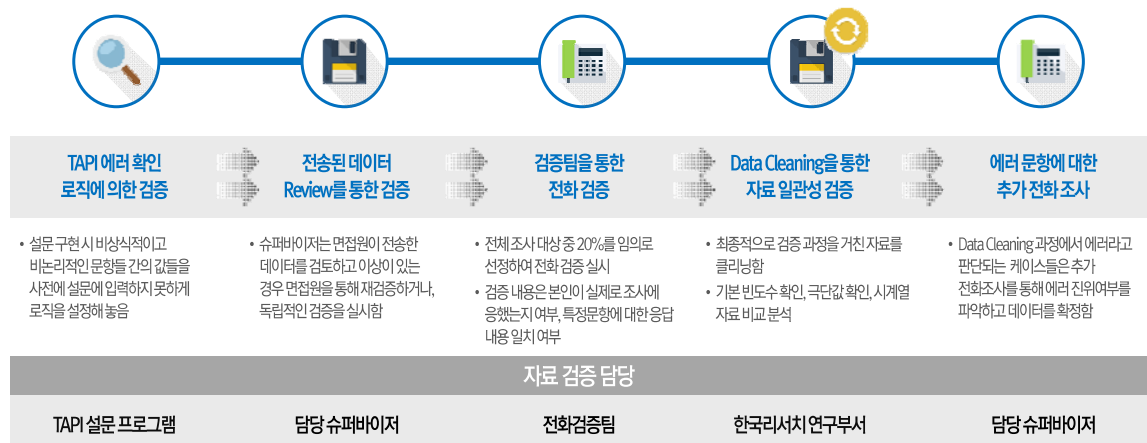 TAPI 에러 확인
로직에 의한 검증
전송된 데이터
Review를 통한 검증
검증팀을 통한
전화 검증
Data Cleaning을 통한
자료 일관성 검증
에러 문항에 대한
추가 전화 조사
• 설문 구현 시 비상식적이고
비논리적인 문항들 간의 값들을
사전에 설문에 입력하지 못하게
로직을 설정해 놓음
• 슈퍼바이저는 면접원이 전송한
데이터를 검토하고 이상이 있는
경우 면접원을 통해 재검증하거나,
독립적인 검증을 실시함
• 전체 조사 대상 중 20%를 임의로
선정하여 전화 검증 실시
• 검증 내용은 본인이 실제로 조사에
응했는지 여부, 특정문항에 대한 응답
내용 일치 여부
• 최종적으로 검증 과정을 거친 자료를
클리닝함
• 기본 빈도수 확인, 극단값 확인, 시계열
자료 비교 분석
• Data Cleaning 과정에서 에러라고
판단되는 케이스들은 추가
전화조사를 통해 에러 진위여부를
파악하고 데이터를 확정함
자료 검증 담당
TAPI 설문 프로그램
담당 슈퍼바이저
전화검증팀
한국리서치 연구부서
담당 슈퍼바이저